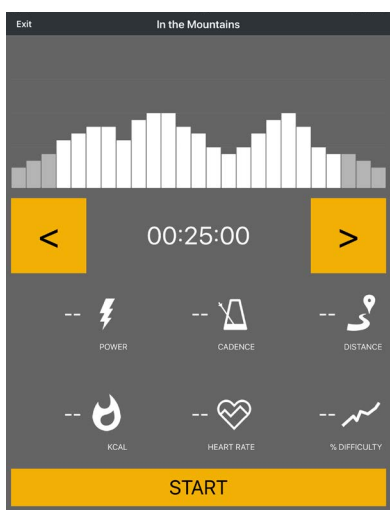 Exit In the Mountains
< 00:25:00 >
-- -- --
POWER CADENCE DISTANCE
-- -- --
KCAL HEART RATE % DIFFICULTY
START